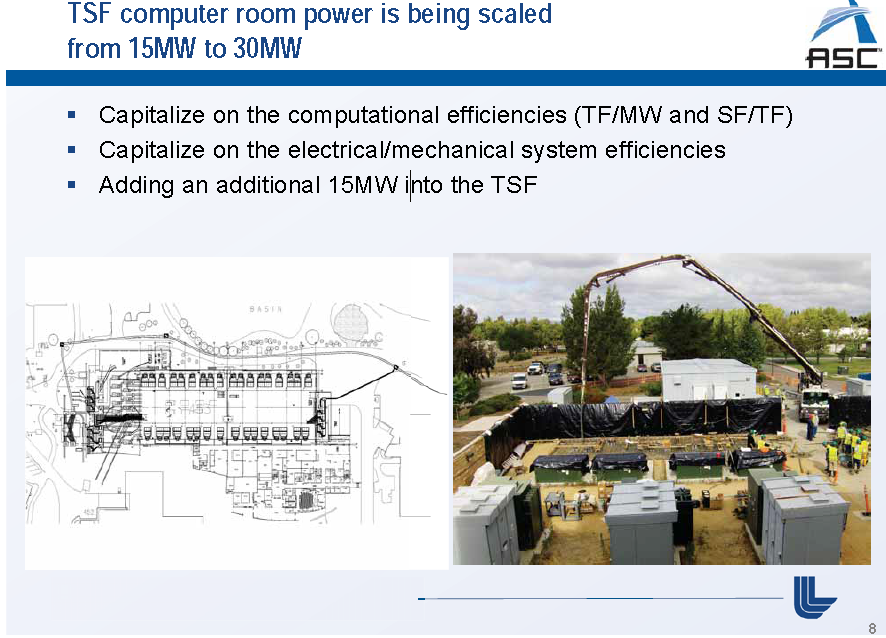 TSF computer room power is being scaled
from 15MW to 30MW
ASC
▪ Capitalize on the computational efficiencies (TF/MW and SF/TF)
▪ Capitalize on the electrical/mechanical system efficiencies
▪ Adding an additional 15MW into the TSF
BASIN
453
8